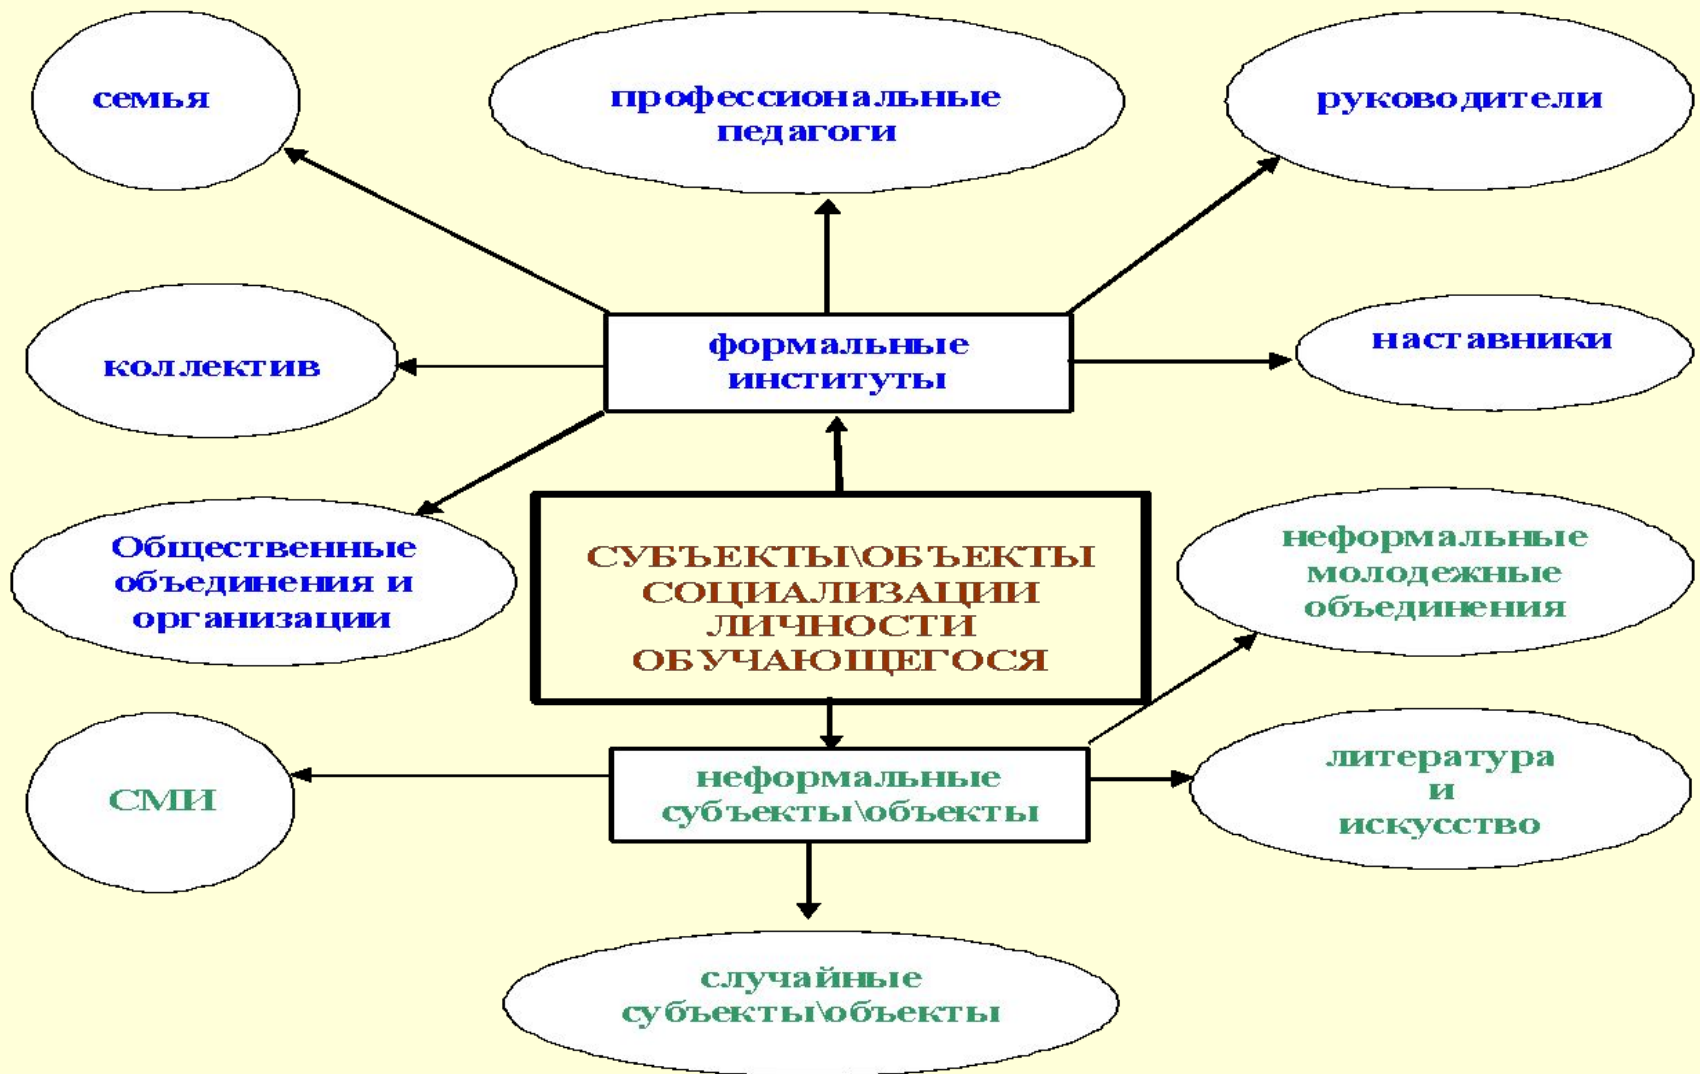 семья
профессиональные
педагоги
руководители
коллектив
формальные
институты
наставники
Общественные
объединения и
организации
СУБЪЕКТЫ\ОБЪЕКТЫ
СОЦИАЛИЗАЦИИ
ЛИЧНОСТИ
ОБУЧАЮЩЕГОСЯ
неформальные
молодежные
объединения
СМИ
неформальные
субъекты\объекты
литература
и
искусство
случайные
субъекты\объекты